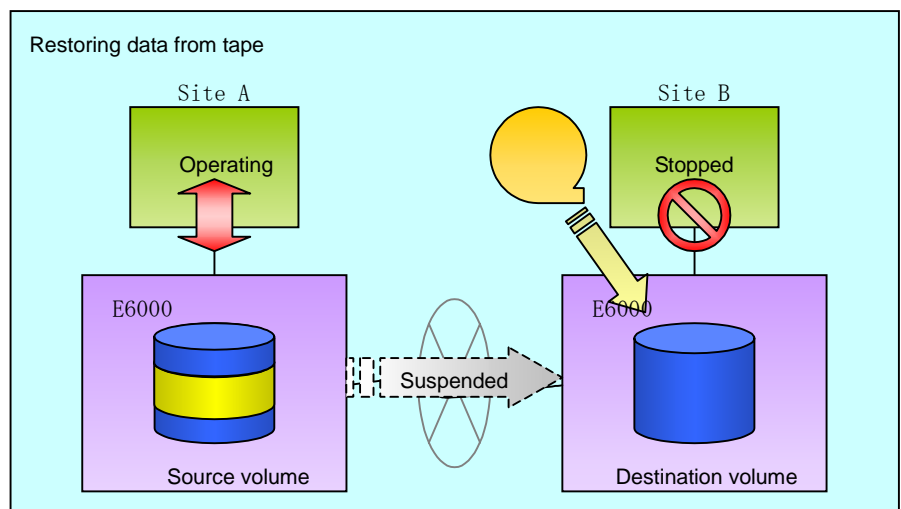 Restoring data from tape
Site A
Site B
Operating
Stopped
E6000
E6000
Suspended
Source volume
Destination volume